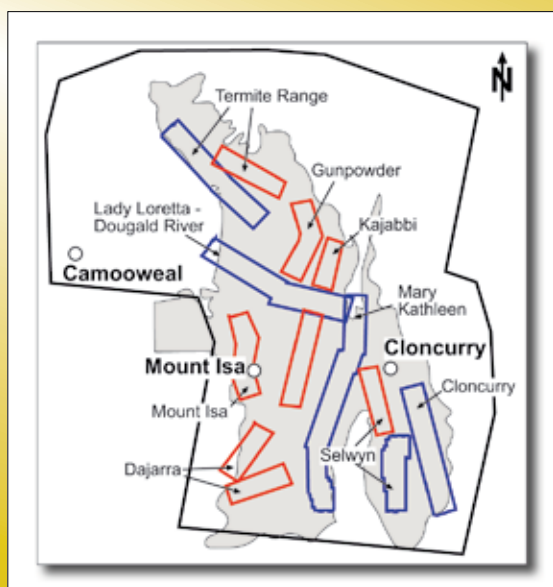 N
Termite Range
Gunpowder
Lady Loretta -
Dougald River
Kajabbi
Camooweal
Mary
Kathleen
Cloncurry
Mount Isa
Cloncurry
Mount Isa
Selwyn
Dajarra